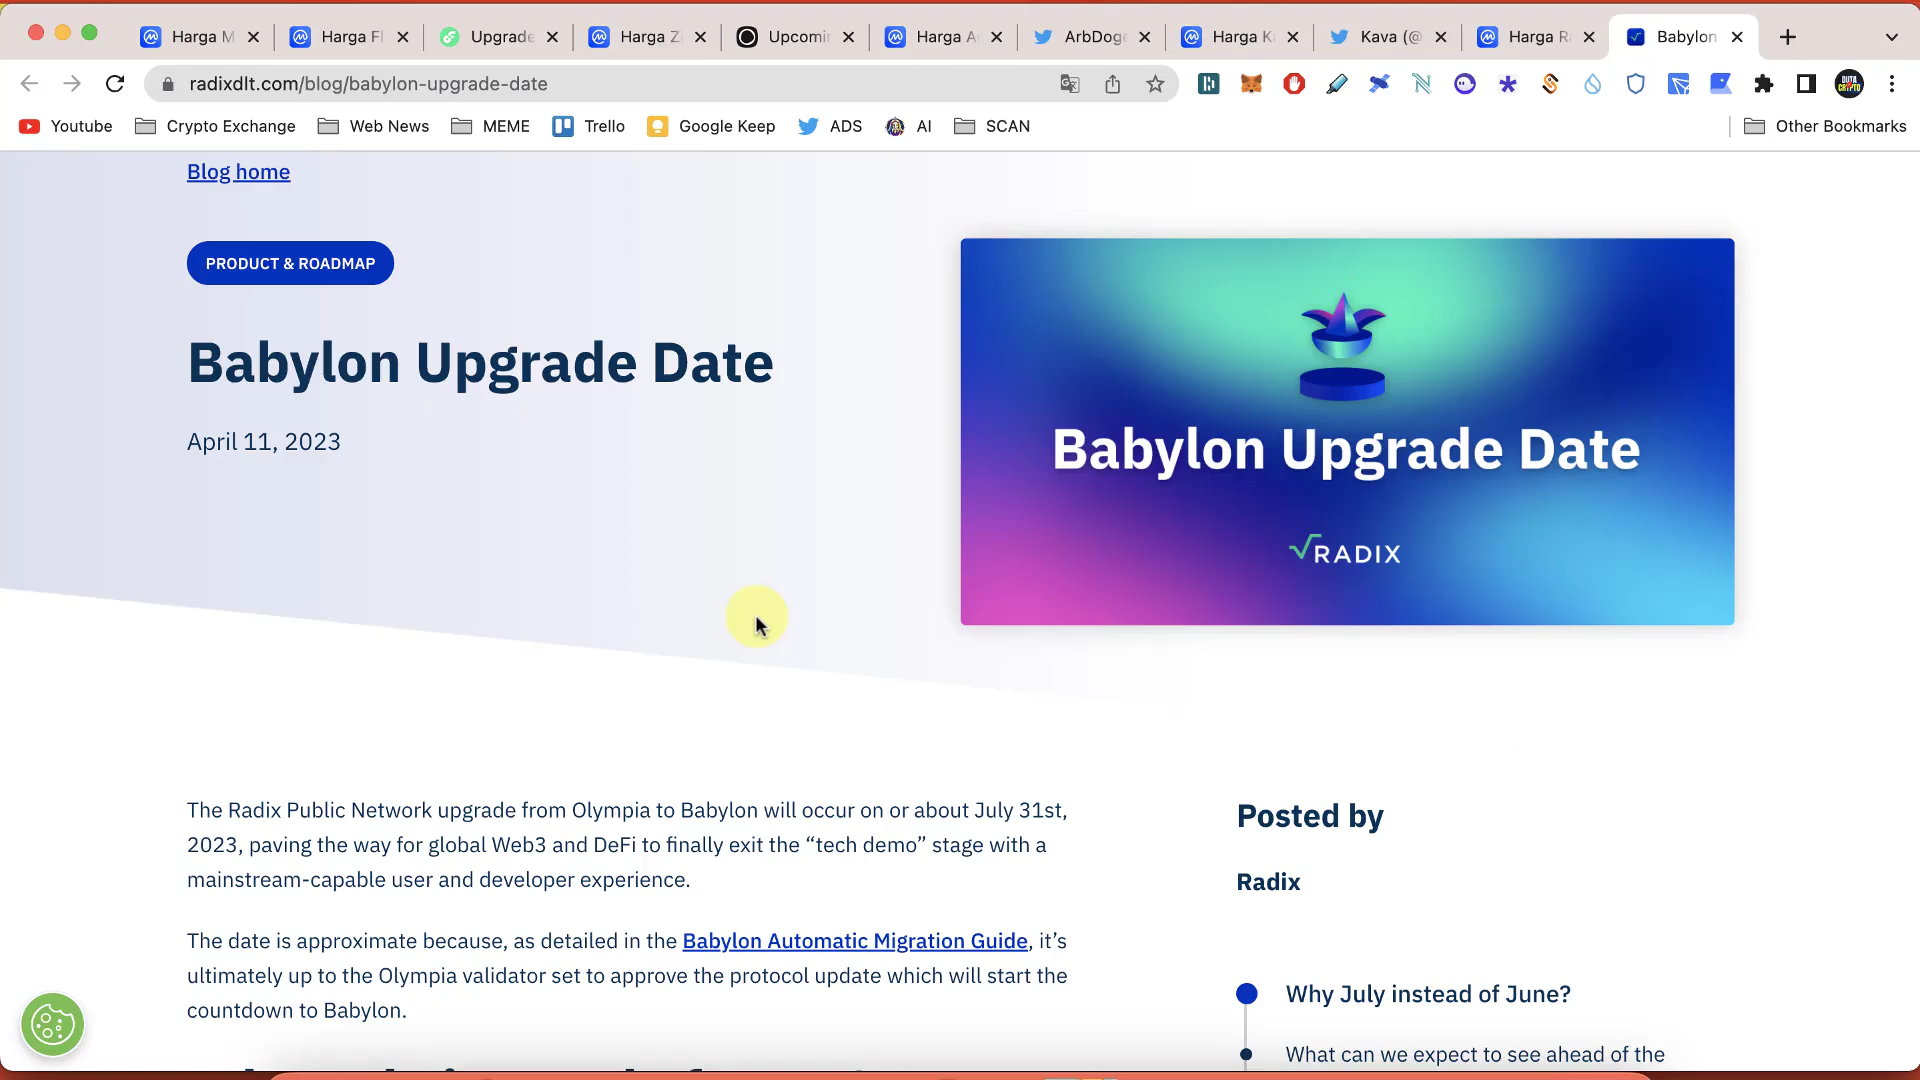 Harga M
Harga Fl
Upgrade
Harga Z
Upcomin
Harga A
ArbDoge
Harga K
Kava (@
Harga R
Babylon
radixdlt.com/blog/babylon-upgrade-date
DUTA
CRYPTO
Youtube
Crypto Exchange
Web News
MEME
Trello
Google Keep
ADS
AI
SCAN
Other Bookmarks
Blog home
PRODUCT & ROADMAP
Babylon Upgrade Date
April 11, 2023
Babylon Upgrade Date
RADIX
The Radix Public Network upgrade from Olympia to Babylon will occur on or about July 31st,
2023, paving the way for global Web3 and DeFi to finally exit the “tech demo” stage with a
mainstream-capable user and developer experience.
The date is approximate because, as detailed in the Babylon Automatic Migration Guide, it’s
ultimately up to the Olympia validator set to approve the protocol update which will start the
countdown to Babylon.
Posted by
Radix
Why July instead of June?
What can we expect to see ahead of the